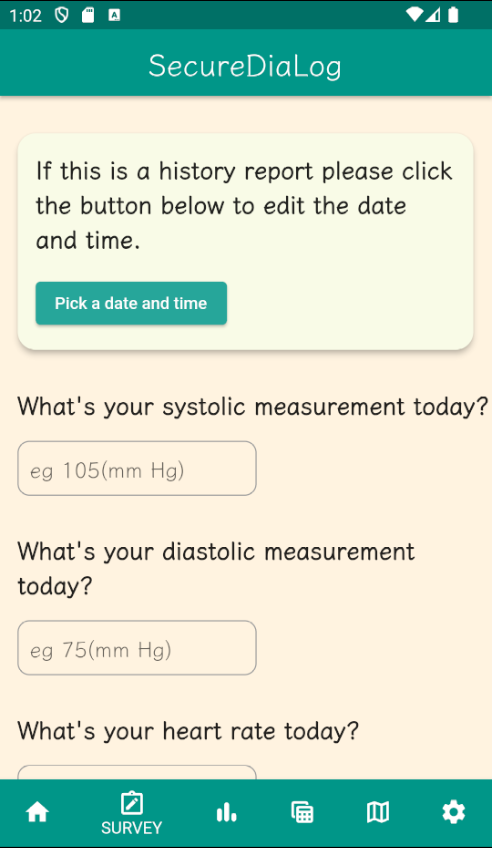 1:02
SecureDiaLog
If this is a history report please click
the button below to edit the date
and time.
Pick a date and time
What's your systolic measurement today?
eg 105(mm Hg)
What's your diastolic measurement
today?
eg 75(mm Hg)
What's your heart rate today?
SURVEY